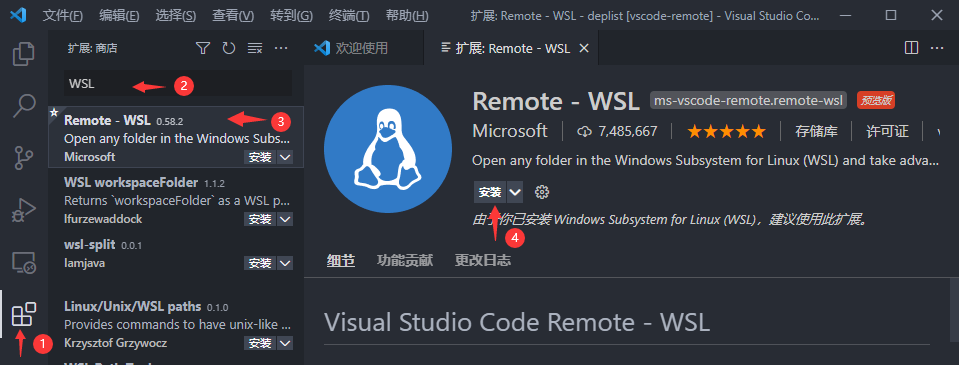 文件(F) 编辑(E) 选择(S) 查看(V) 转到(G) 终端(T) 帮助(H) 扩展: Remote - WSL - deplist [vscode-remote] - Visual Studio Co...
扩展: 商店
欢迎使用
扩展: Remote - WSL
WSL
2
Remote - WSL 0.58.2
3
Open any folder in the Windows Subs...
Microsoft 安装
WSL workspaceFolder 1.1.2
Returns `workspaceFolder` as a WSL p...
lfurzewaddock 安装
wsl-split 0.0.1
Iamjava 安装
Linux/Unix/WSL paths 0.1.0
Provides commands to have unix-like ...
Krzysztof Grzywocz 安装
1
Remote - WSL ms-vscode-remote.remote-wsl 预览版
Microsoft 7,485,667 存储库 许可证
Open any folder in the Windows Subsystem for Linux (WSL) and take adva...
安装
由于你已安装 Windows Subsystem for Linux (WSL)，建议使用此扩展。
4
细节 功能贡献 更改日志
Visual Studio Code Remote - WSL